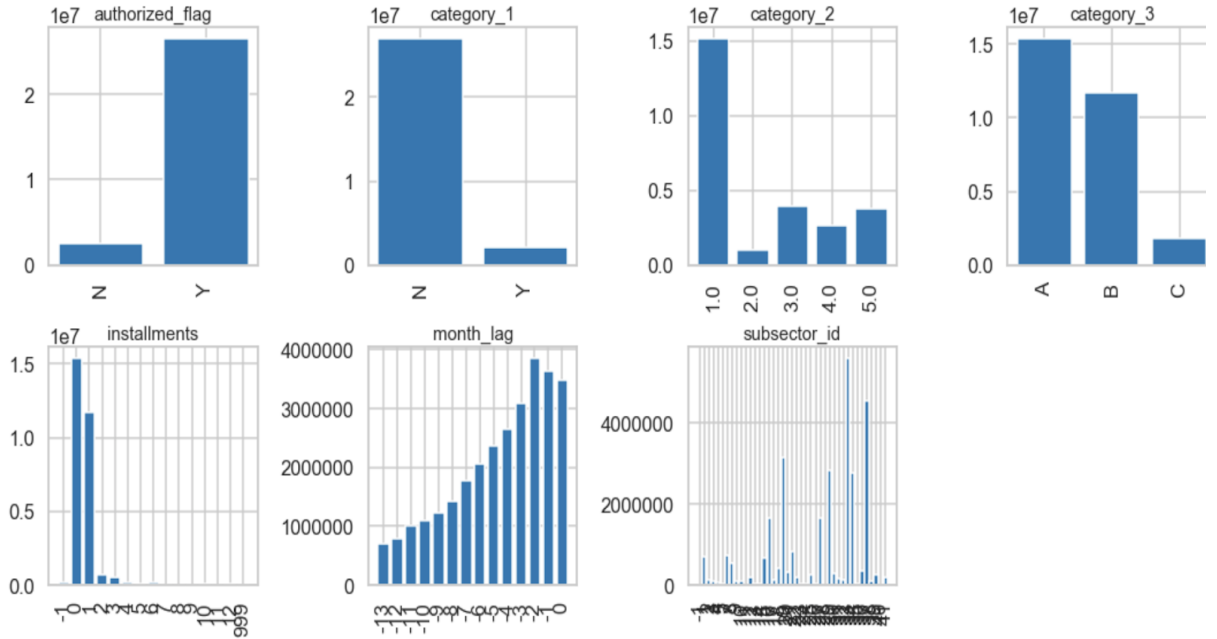 1e7 authorized_flag
2
1
0
N Y
1e7 category_1
2
1
0
N Y
1e7 category_2
1.5
1.0
0.5
0.0
1.0 2.0 3.0 4.0 5.0
1e7 category_3
1.5
1.0
0.5
0.0
A B C
1e7 installments
1.5
1.0
0.5
0.0
-1 0 1 2 3 4 5 6 7 8 9 10 11 12 999
month_lag
4000000
3000000
2000000
1000000
0
-13 -12 -11 -10 -9 -8 -7 -6 -5 -4 -3 -2 -1 0
subsector_id
4000000
2000000
0
-1